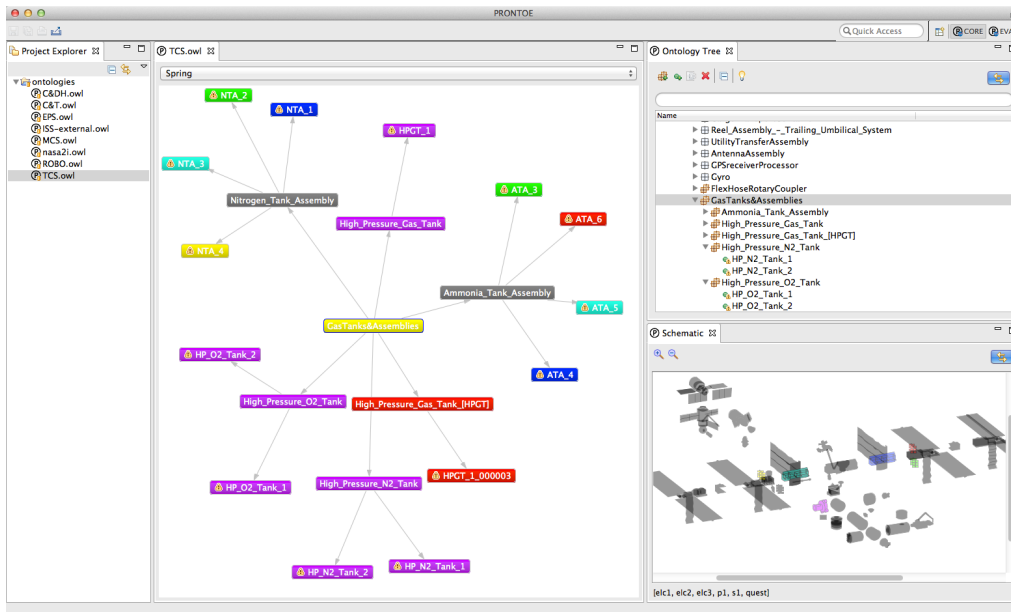 PRONTOE
Quick Access
CORE
EVA
Project Explorer
ontologies
C&DH.owl
C&T.owl
EPS.owl
ISS-external.owl
MCS.owl
nasa2i.owl
ROBO.owl
TCS.owl
TCS.owl
Spring
NTA_2
NTA_1
HPGT_1
NTA_3
ATA_3
Nitrogen_Tank_Assembly
High_Pressure_Gas_Tank
ATA_6
NTA_4
Ammonia_Tank_Assembly
ATA_5
GasTanks&Assemblies
HP_O2_Tank_2
ATA_4
High_Pressure_O2_Tank
High_Pressure_Gas_Tank_[HPGT]
HPGT_1_000003
HP_O2_Tank_1
High_Pressure_N2_Tank
HP_N2_Tank_2
HP_N2_Tank_1
Ontology Tree
Name
Reel_Assembly_-_Trailing_Umbilical_System
UtilityTransferAssembly
AntennaAssembly
GPSreceiverProcessor
Gyro
FlexHoseRotaryCoupler
GasTanks&Assemblies
Ammonia_Tank_Assembly
High_Pressure_Gas_Tank
High_Pressure_Gas_Tank_[HPGT]
High_Pressure_N2_Tank
HP_N2_Tank_1
HP_N2_Tank_2
High_Pressure_O2_Tank
HP_O2_Tank_1
HP_O2_Tank_2
Schematic
[elc1, elc2, elc3, p1, s1, quest]